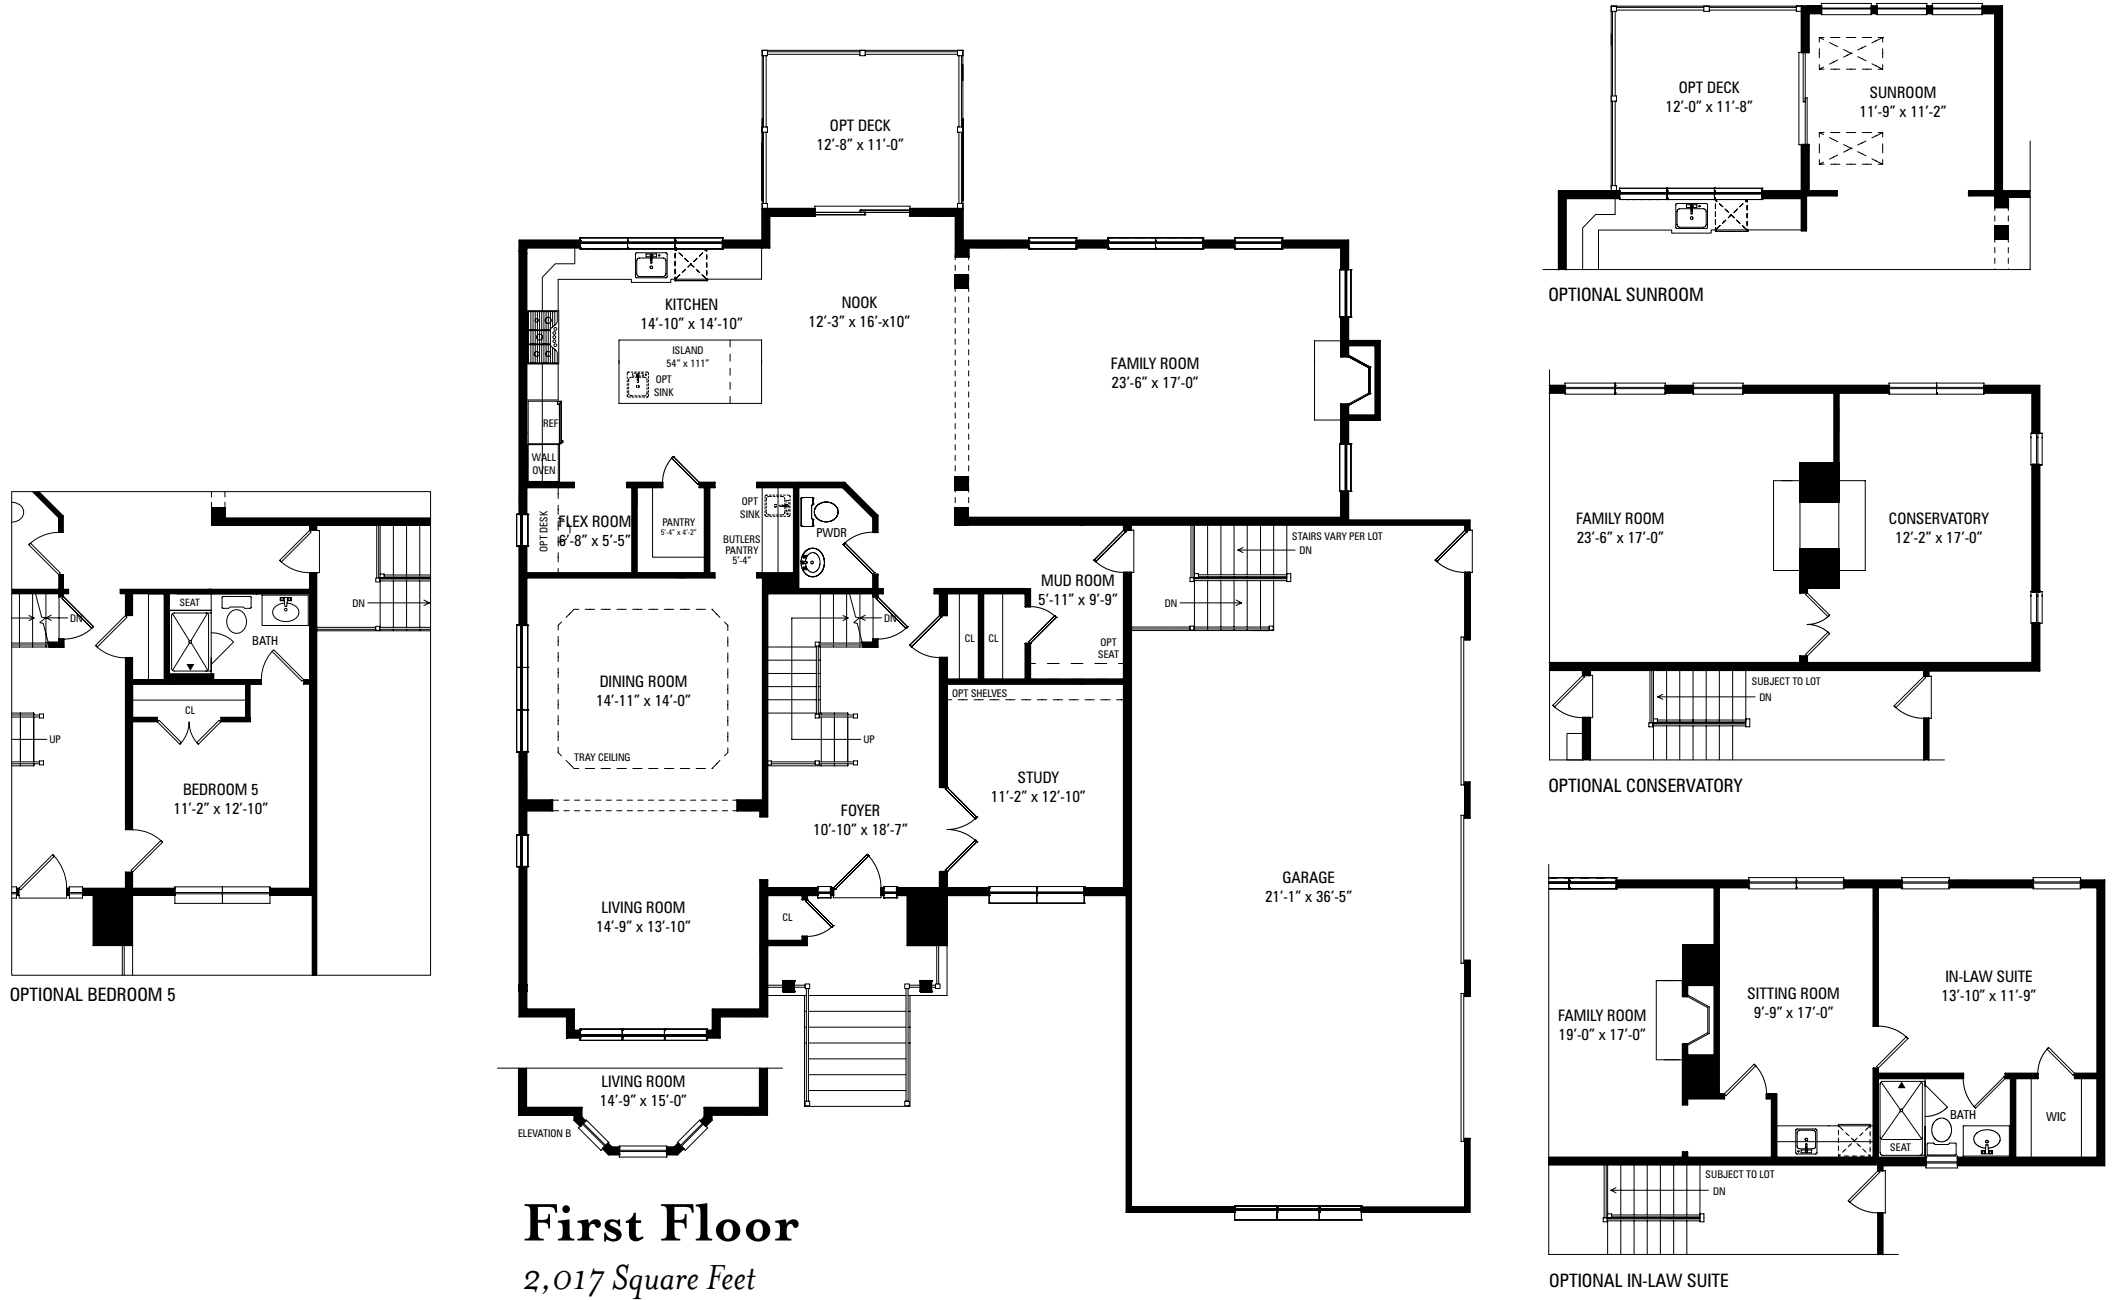 OPT DECK
12'-8" x 11'-0"
KITCHEN
14'-10" x 14'-10"
NOOK
12'-3" x 16'-x10"
ISLAND
54" x 111"
OPT
SINK
FAMILY ROOM
23'-6" x 17'-0"
REF
WALL
OVEN
OPT DESK
FLEX ROOM
6'-8" x 5'-5"
PANTRY
5'-4" x 4'-2"
OPT
SINK
BUTLERS
PANTRY
5'-4"
PWDR
STAIRS VARY PER LOT
DN
DN
MUD ROOM
5'-11" x 9'-9"
CL
CL
OPT
SEAT
DN
DINING ROOM
14'-11" x 14'-0"
TRAY CEILING
OPT SHELVES
UP
STUDY
11'-2" x 12'-10"
FOYER
10'-10" x 18'-7"
GARAGE
21'-1" x 36'-5"
LIVING ROOM
14'-9" x 13'-10"
CL
LIVING ROOM
14'-9" x 15'-0"
ELEVATION B
First Floor
2,017 Square Feet
DN
DN
SEAT
BATH
CL
UP
BEDROOM 5
11'-2" x 12'-10"
OPTIONAL BEDROOM 5
OPT DECK
12'-0" x 11'-8"
SUNROOM
11'-9" x 11'-2"
OPTIONAL SUNROOM
FAMILY ROOM
23'-6" x 17'-0"
CONSERVATORY
12'-2" x 17'-0"
SUBJECT TO LOT
DN
OPTIONAL CONSERVATORY
FAMILY ROOM
19'-0" x 17'-0"
SITTING ROOM
9'-9" x 17'-0"
IN-LAW SUITE
13'-10" x 11'-9"
BATH
WIC
SEAT
SUBJECT TO LOT
DN
OPTIONAL IN-LAW SUITE